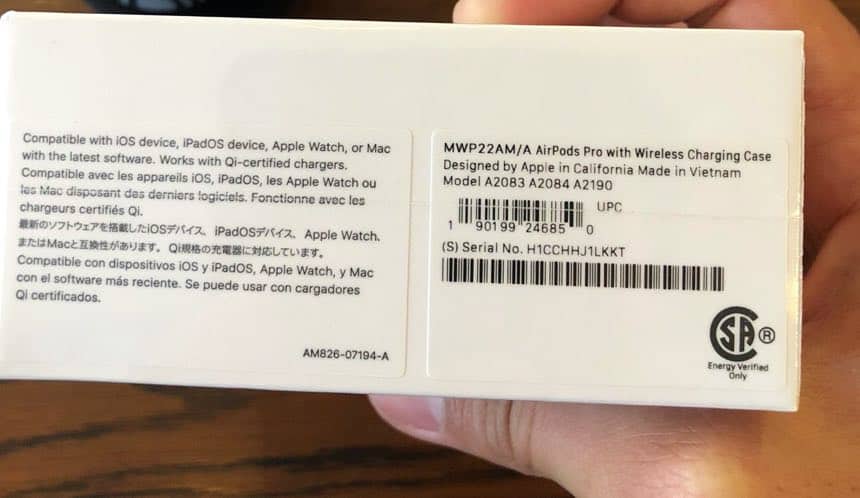 Compatible with iOS device, iPadOS device, Apple Watch, or Mac
with the latest software. Works with Qi-certified chargers.
Compatible avec les appareils iOS, iPadOS, les Apple Watch ou
les Mac disposant des derniers logiciels. Fonctionne avec les
chargeurs certifiés Qi.
最新のソフトウェアを搭載したiOSデバイス、iPadOSデバイス、Apple Watch、
またはMacと互換性があります。Qi規格の充電器に対応しています。
Compatible con dispositivos iOS y iPadOS, Apple Watch, y Mac
con el software más reciente. Se puede usar con cargadores
Qi certificados.
AM826-07194-A
MWP22AM/A AirPods Pro with Wireless Charging Case
Designed by Apple in California Made in Vietnam
Model A2083 A2084 A2190
UPC
1 90199 24685 0
(S) Serial No. H1CCHHJ1LKKT
SA ®
Energy Verified
Only